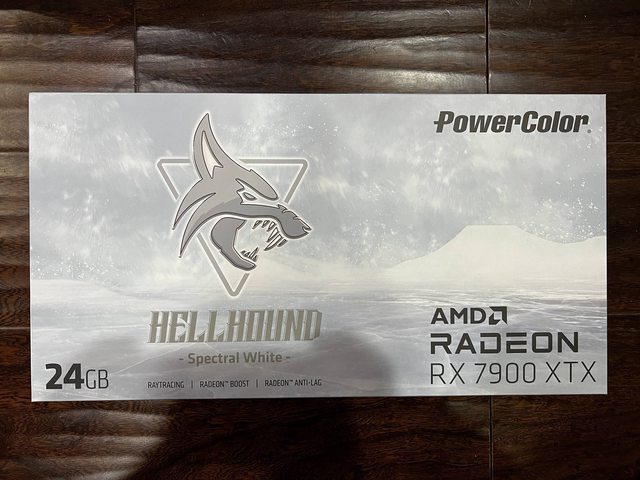 PowerColor®
HELLHOUND
- Spectral White -
AMD
RADEON
RX 7900 XTX
24GB
RAYTRACING | RADEON™ BOOST | RADEON™ ANTI-LAG